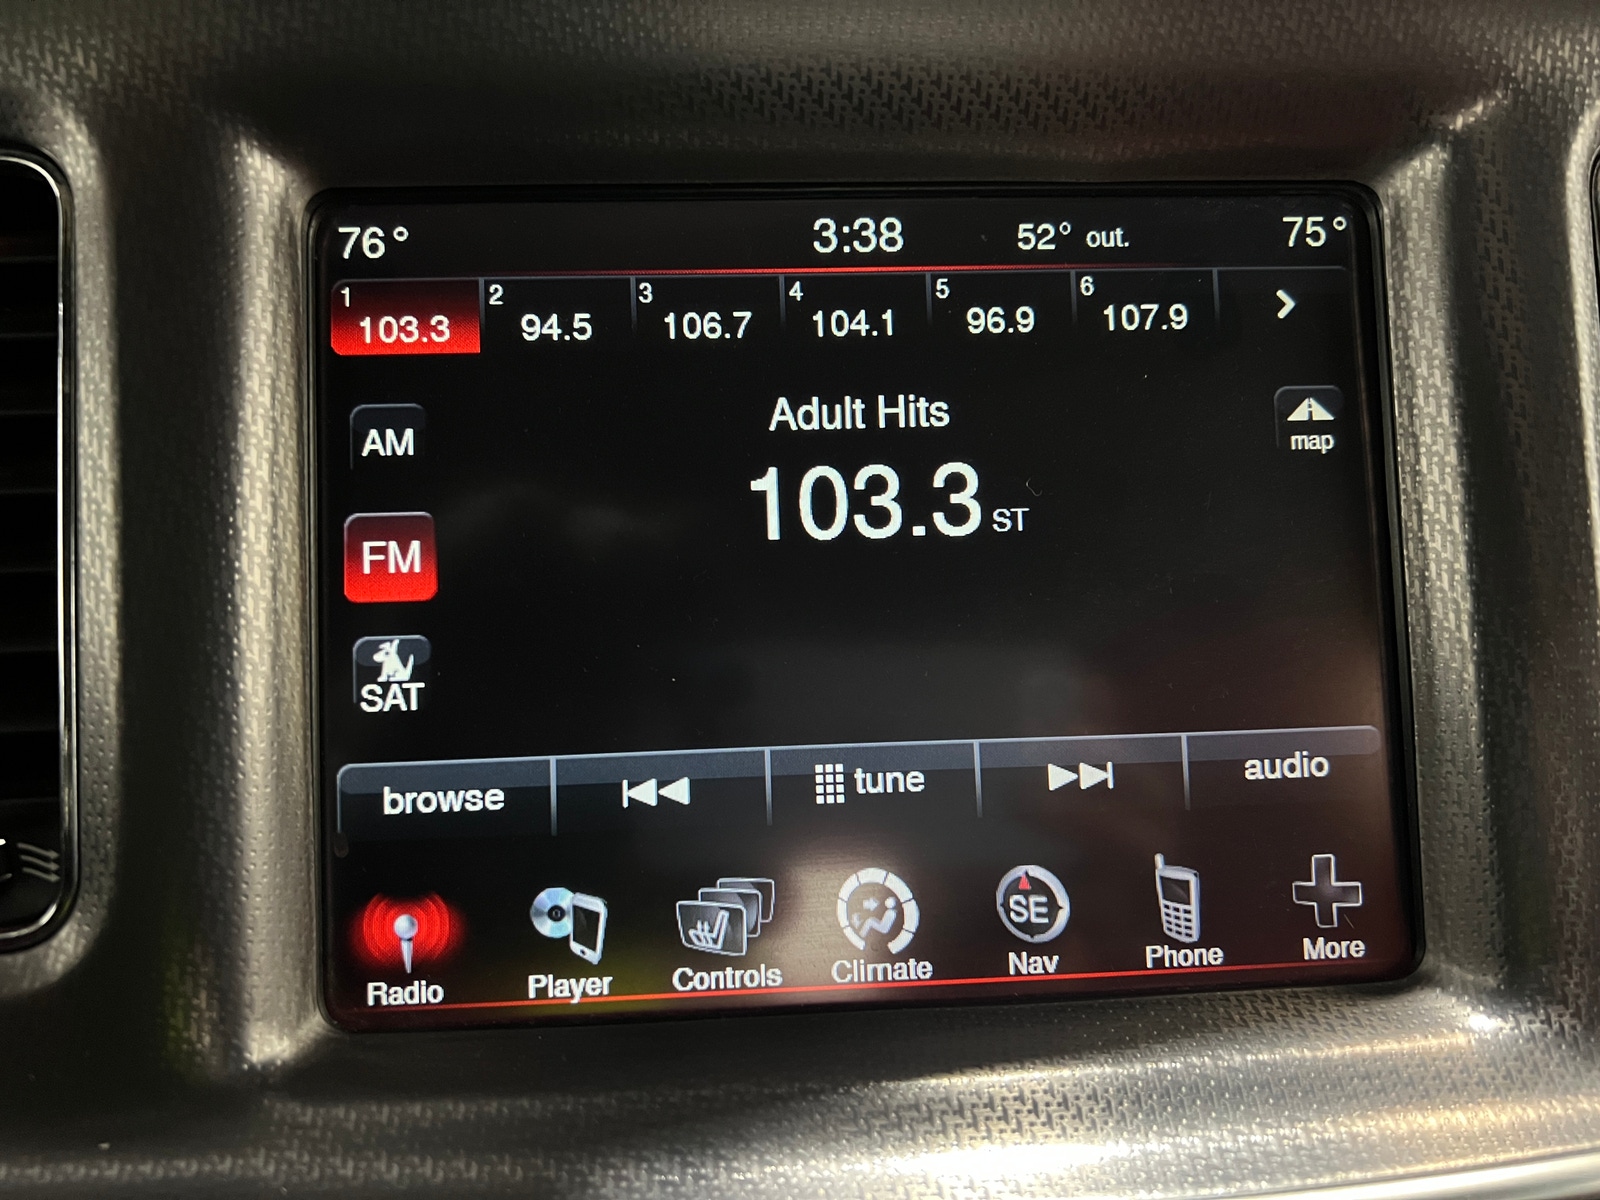 76° 3:38 52° out. 75°
1 2 3 4 5 6
103.3 94.5 106.7 104.1 96.9 107.9
Adult Hits
map
AM
103.3 ST
FM
SAT
browse tune audio
SE
Radio Player Controls Climate Nav Phone More